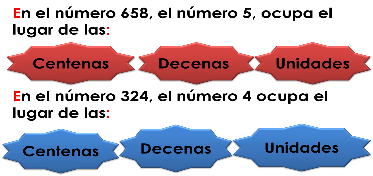 En el número 658, el número 5, ocupa el
lugar de las:
Centenas Decenas Unidades
En el número 324, el número 4 ocupa el
lugar de las:
Centenas Decenas Unidades